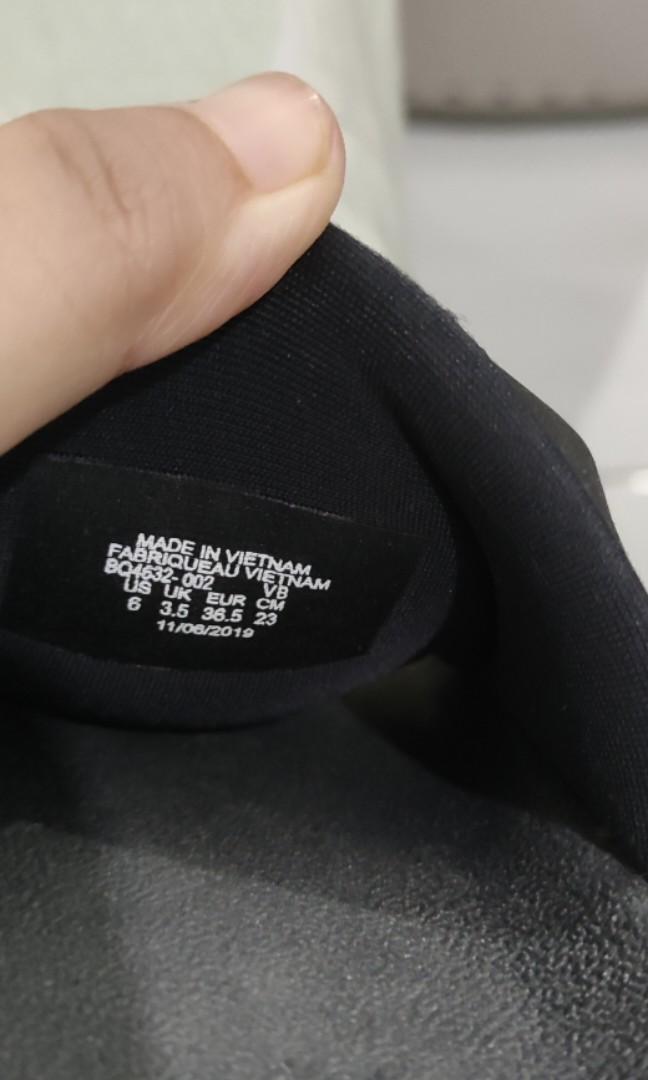 MADE IN VIETNAM
FABRIQUEAU VIETNAM
BQ4632-002 VB
US UK EUR CM
6 3.5 36.5 23
11/06/2019